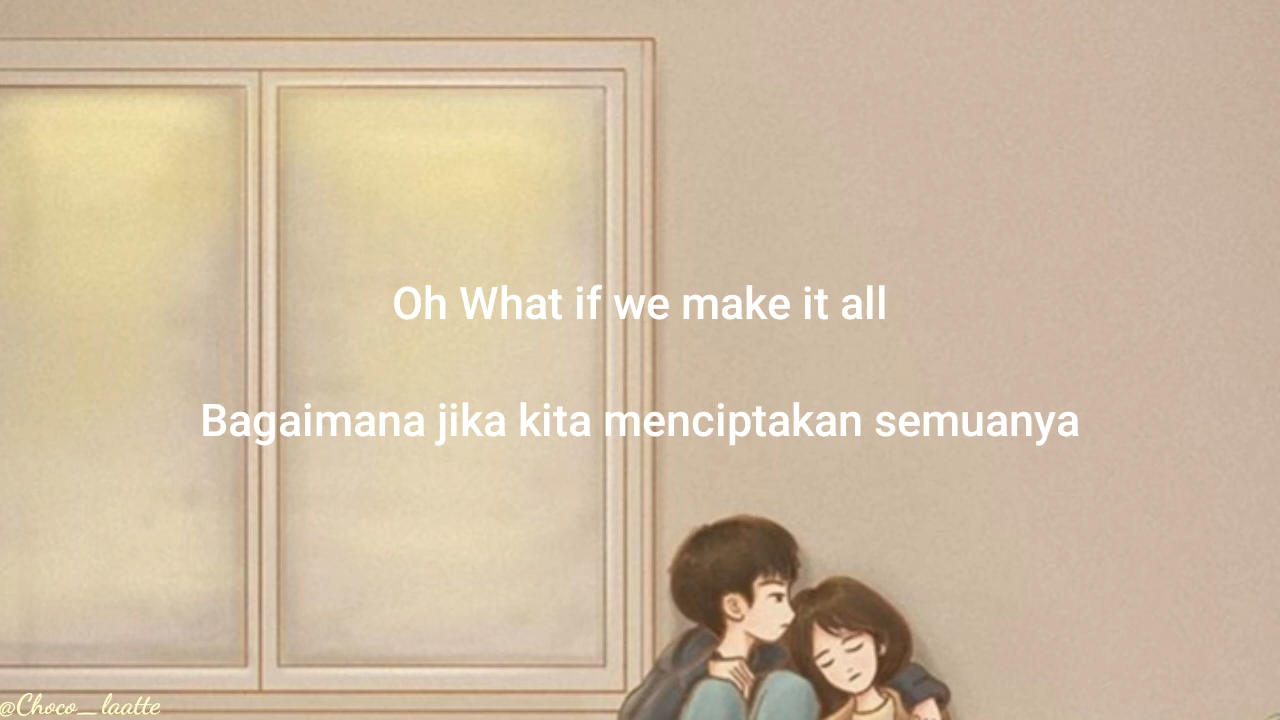 Oh What if we make it all
Bagaimana jika kita menciptakan semuanya
@Choco_laatte